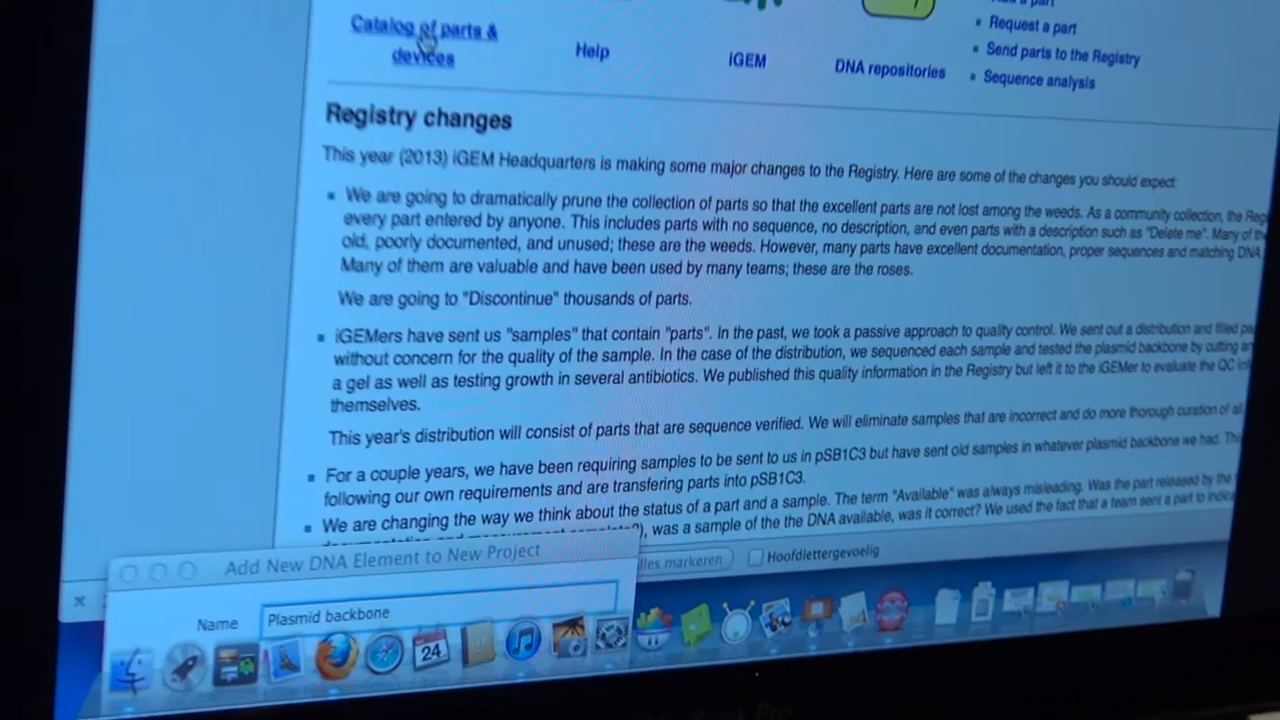 Catalog of parts &
devices
Help
iGEM
DNA repositories
Request a part
Send parts to the Registry
Sequence analysis
Registry changes
This year (2013) iGEM Headquarters is making some major changes to the Registry. Here are some of the changes you should expect:
We are going to dramatically prune the collection of parts so that the excellent parts are not lost among the weeds. As a community collection, the
every part entered by anyone. This includes parts with no sequence, no description, and even parts with a description such as "Delete me". Many of the
old, poorly documented, and unused; these are the weeds. However, many parts have excellent documentation, proper sequences and matching DNA
Many of them are valuable and have been used by many teams; these are the roses.
We are going to "Discontinue" thousands of parts.
iGEMers have sent us "samples" that contain "parts". In the past, we took a passive approach to quality control. We sent out a distribution and filled
without concern for the quality of the sample. In the case of the distribution, we sequenced each sample and tested the plasmid backbone by cutting
a gel as well as testing growth in several antibiotics. We published this quality information in the Registry but left it to the iGEMer to evaluate the QC
themselves.
This year's distribution will consist of parts that are sequence verified. We will eliminate samples that are incorrect and do more thorough curation of all
For a couple years, we have been requiring samples to be sent to us in pSB1C3 but have sent old samples in whatever plasmid backbone we had.
following our own requirements and are transfering parts into pSB1C3.
We are changing the way we think about the status of a part and a sample. The term "Available" was always misleading. Was the part released by the
was a sample of the the DNA available, was it correct? We used the fact that a team sent a part to
Add New DNA Element to New Project
markeren
Hoofdlettergevoelig
Name
Plasmid backbone
24